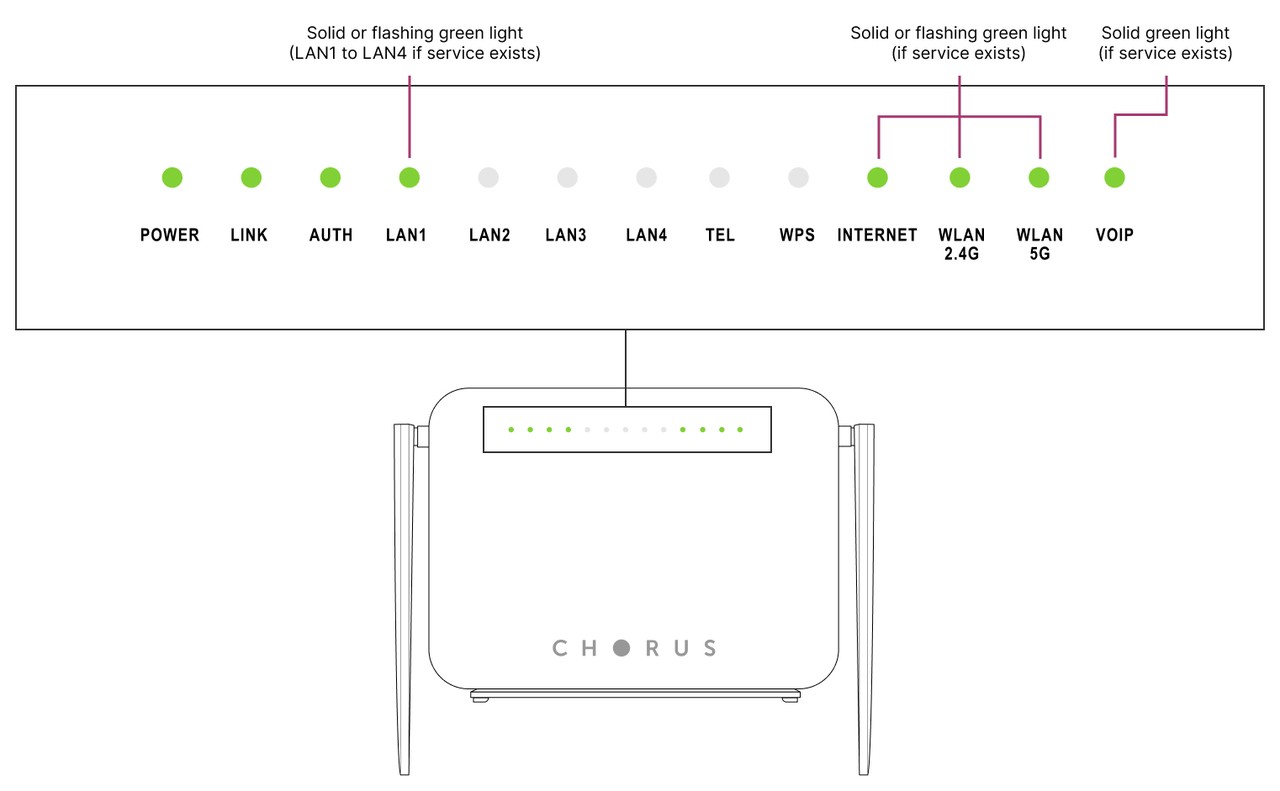 Solid or flashing green light
(LAN1 to LAN4 if service exists)
Solid or flashing green light
(if service exists)
Solid green light
(if service exists)
POWER LINK AUTH LAN1 LAN2 LAN3 LAN4 TEL WPS INTERNET WLAN 2.4G WLAN 5G VOIP
CHORUS